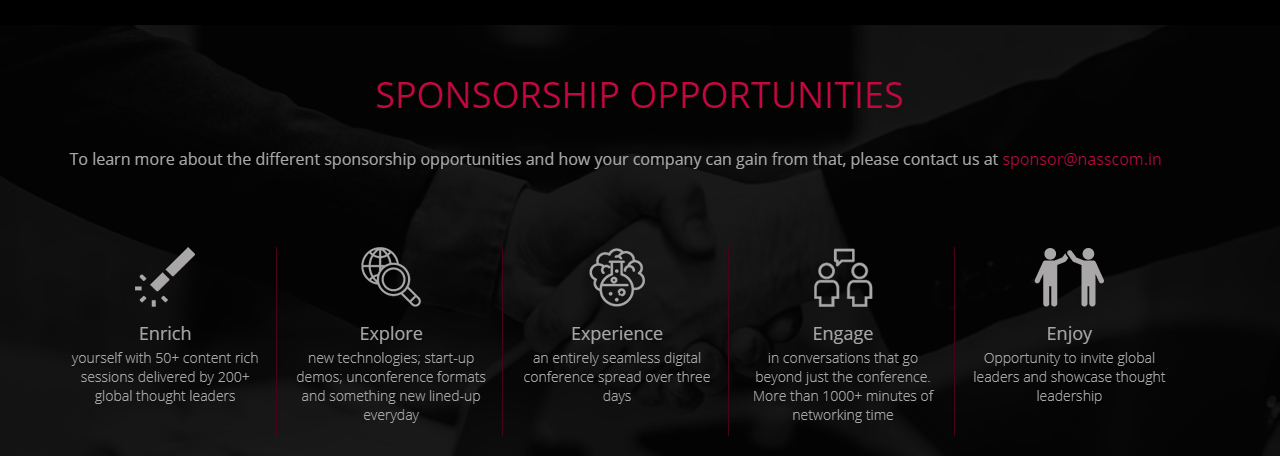 SPONSORSHIP OPPORTUNITIES
To learn more about the different sponsorship opportunities and how your company can gain from that, please contact us at sponsor@nasscom.in
Enrich
yourself with 50+ content rich
sessions delivered by 200+
global thought leaders
Explore
new technologies; start-up
demos; unconference formats
and something new lined-up
everyday
Experience
an entirely seamless digital
conference spread over three
days
Engage
in conversations that go
beyond just the conference.
More than 1000+ minutes of
networking time
Enjoy
Opportunity to invite global
leaders and showcase thought
leadership